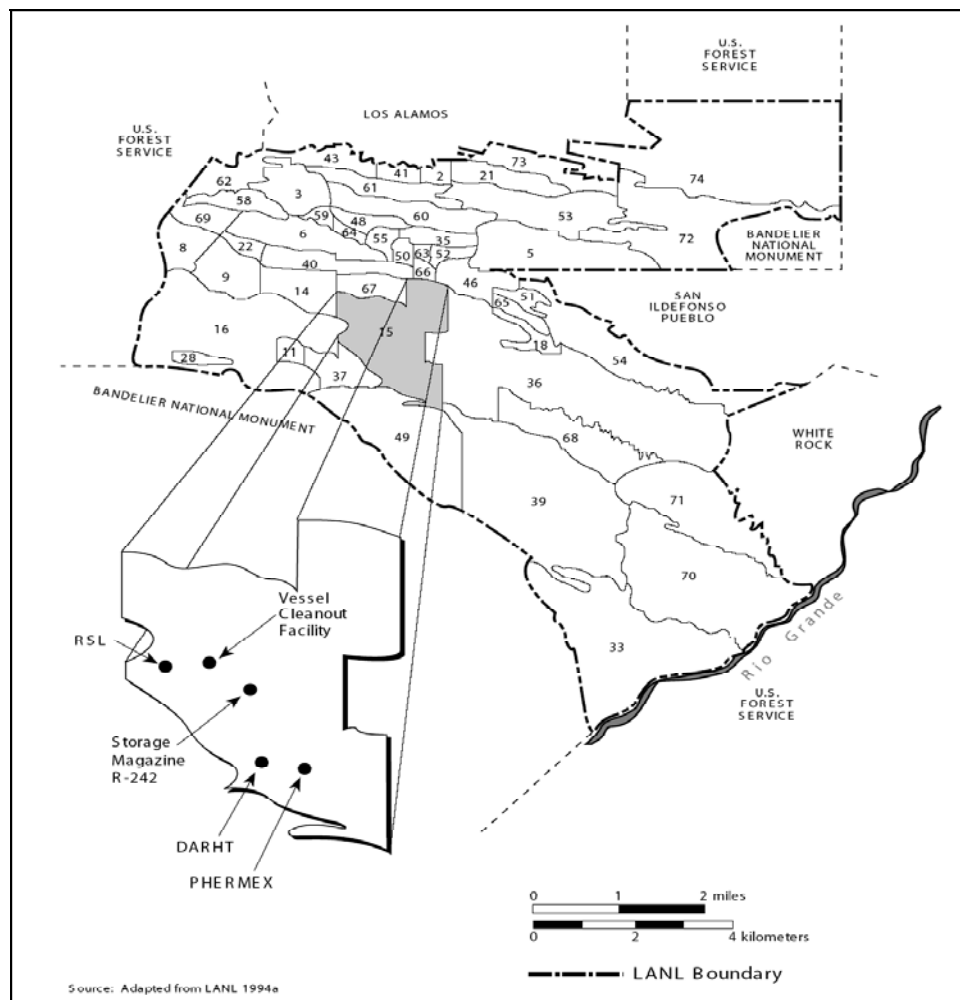 U.S.
FOREST
SERVICE
LOS ALAMOS
U.S.
FOREST
SERVICE
43
41
2
73
21
74
62
3
61
58
59
48
60
53
69
6
64
55
35
72
BANDELIER
NATIONAL
MONUMENT
8
22
50
63
52
5
40
66
9
46
14
67
51
SAN
ILDEFONSO
PUEBLO
65
16
15
18
28
11
54
37
36
BANDELIER NATIONAL MONUMENT
49
68
WHITE
ROCK
39
71
70
33
Rio Grande
U.S.
FOREST
SERVICE
Vessel
Cleanout
Facility
RSL
Storage
Magazine
R-242
DARHT
PHERMEX
0 1 2 miles
0 2 4 kilometers
LANL Boundary
Source: Adapted from LANL 1994a